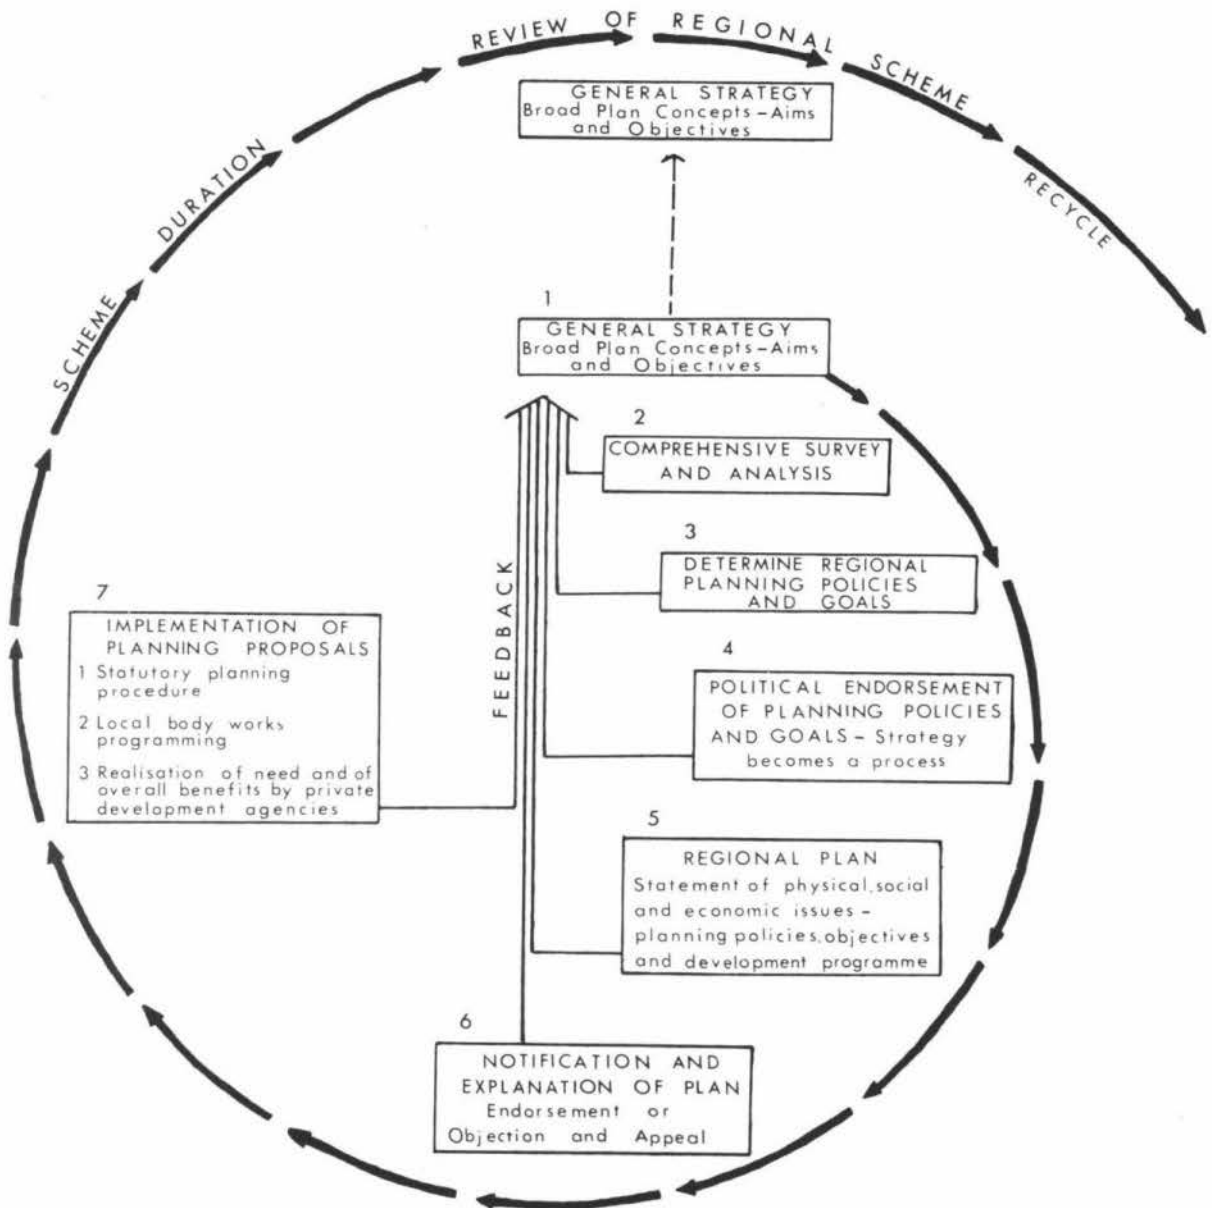 REVIEW OF REGIONAL SCHEME
RECYCLE
SCHEME DURATION
GENERAL STRATEGY
Broad Plan Concepts–Aims
and Objectives
1
GENERAL STRATEGY
Broad Plan Concepts–Aims
and Objectives
2
COMPREHENSIVE SURVEY
AND ANALYSIS
3
DETERMINE REGIONAL
PLANNING POLICIES
AND GOALS
4
POLITICAL ENDORSEMENT
OF PLANNING POLICIES
AND GOALS – Strategy
becomes a process
5
REGIONAL PLAN
Statement of physical, social
and economic issues –
planning policies, objectives
and development programme
6
NOTIFICATION AND
EXPLANATION OF PLAN
Endorsement or
Objection and Appeal
7
IMPLEMENTATION OF
PLANNING PROPOSALS
1 Statutory planning
procedure
2 Local body works
programming
3 Realisation of need and of
overall benefits by private
development agencies
FEEDBACK